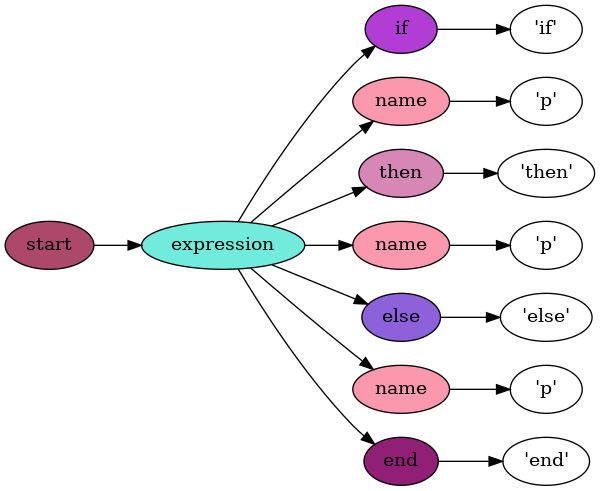 if 'if'
name 'p'
then 'then'
start expression name 'p'
else 'else'
name 'p'
end 'end'